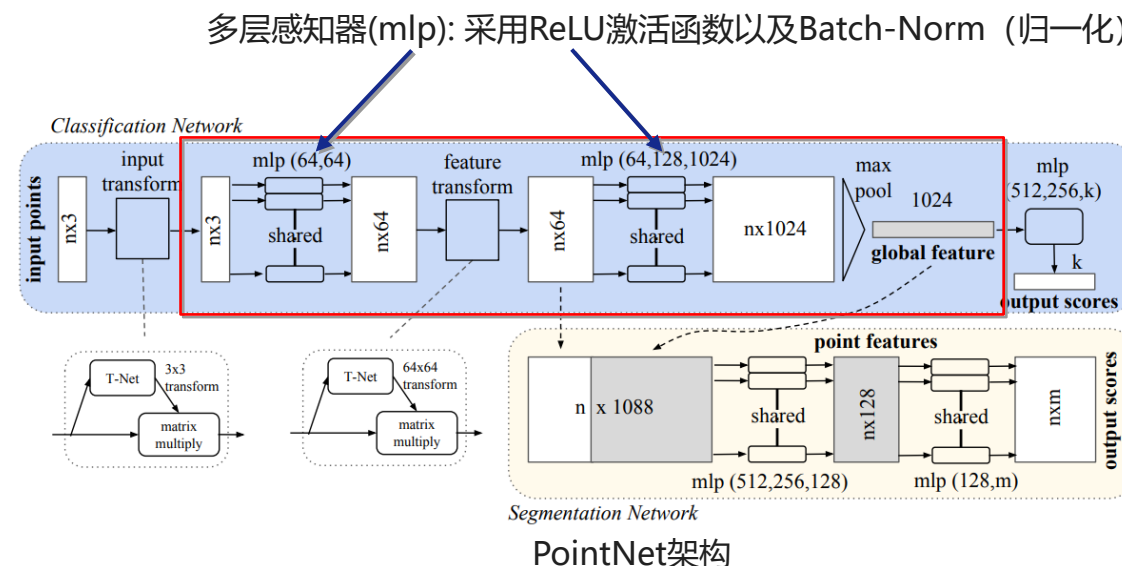 多层感知器(mlp): 采用ReLU激活函数以及Batch-Norm（归一化）
Classification Network
input points
nx3
input
transform
nx3
mlp (64,64)
shared
nx64
feature
transform
nx64
mlp (64,128,1024)
shared
nx1024
max
pool
1024
global feature
mlp
(512,256,k)
k
output scores
T-Net
3x3
transform
matrix
multiply
T-Net
64x64
transform
matrix
multiply
point features
n x 1088
shared
mlp (512,256,128)
nx128
shared
mlp (128,m)
nxm
output scores
Segmentation Network
PointNet架构